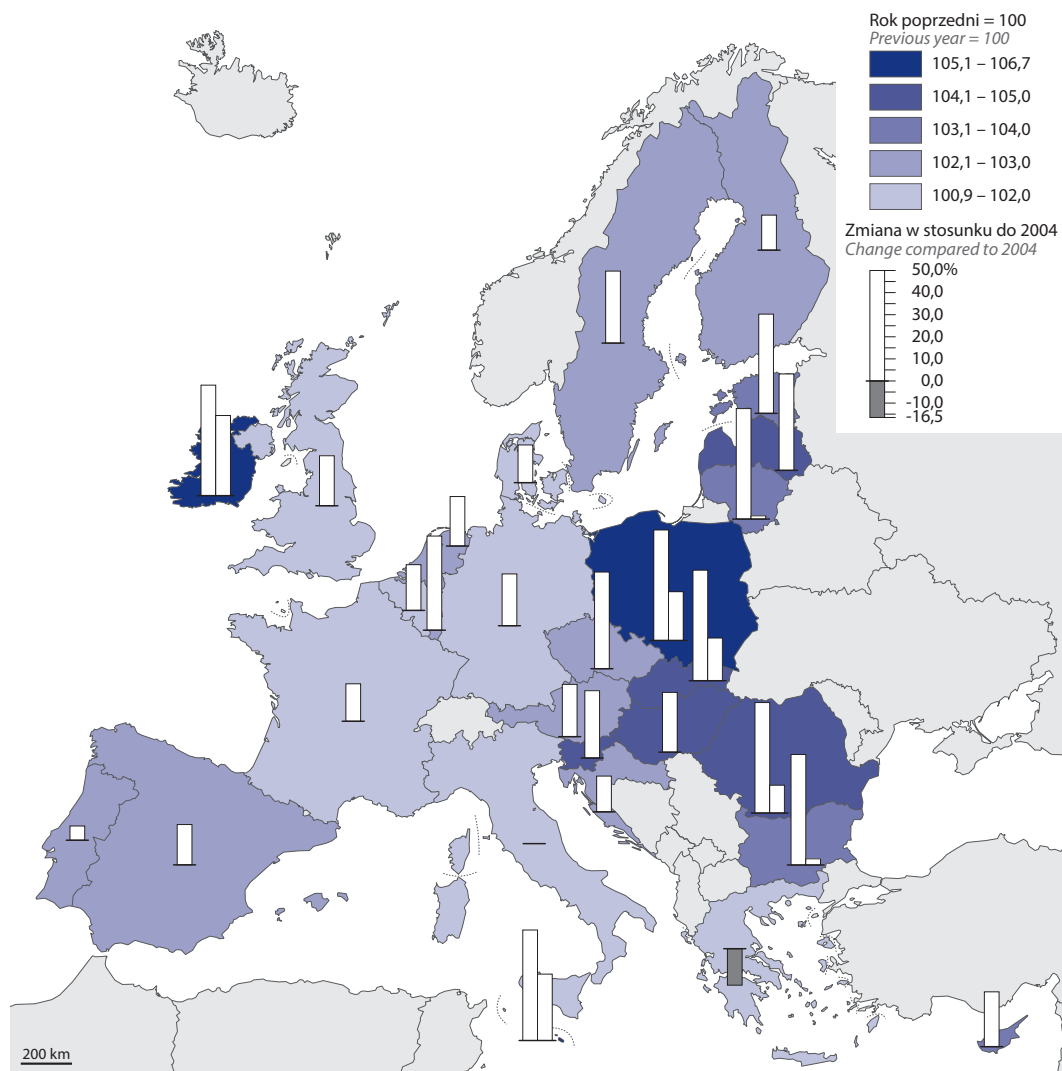 Rok poprzedni = 100
Previous year = 100
105,1 – 106,7
104,1 – 105,0
103,1 – 104,0
102,1 – 103,0
100,9 – 102,0
Zmiana w stosunku do 2004
Change compared to 2004
50,0%
40,0
30,0
20,0
10,0
0,0
-10,0
-16,5
200 km